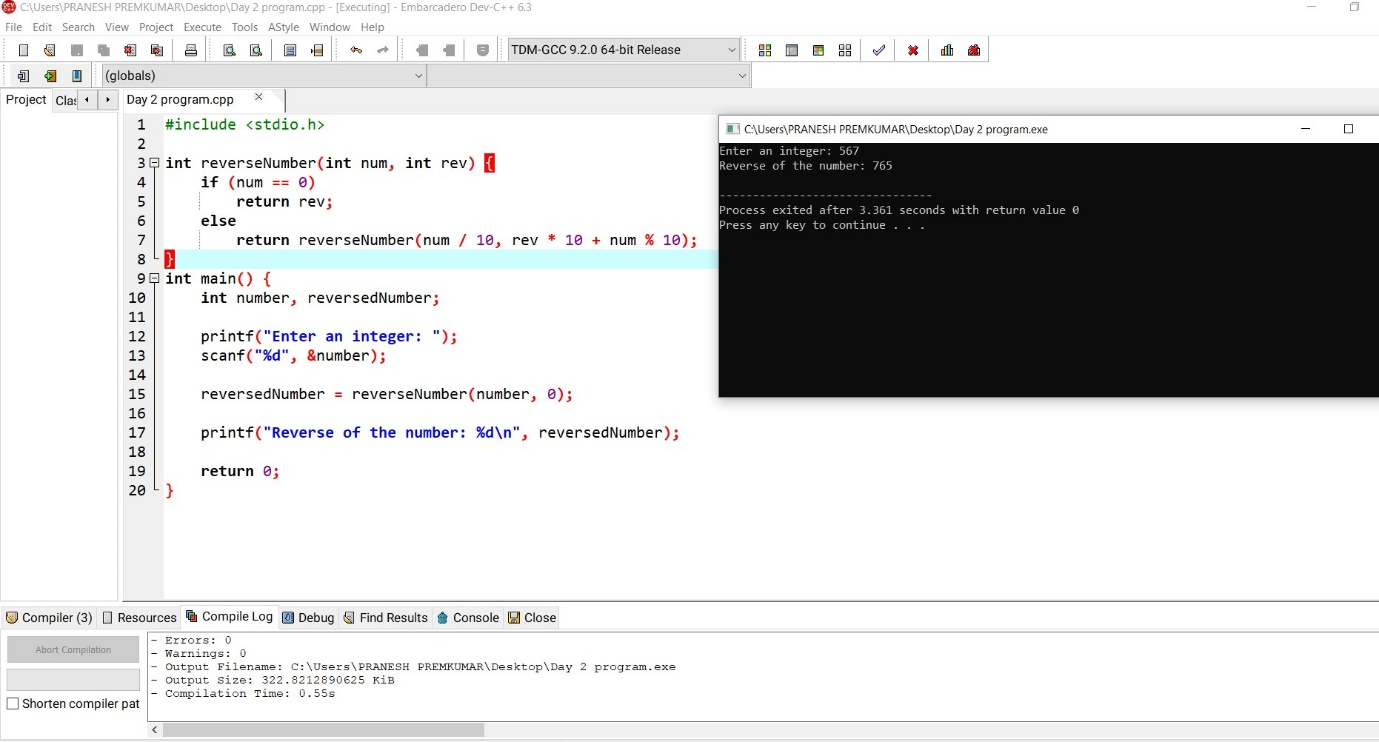 C:\Users\PRANESH PREMKUMAR\Desktop\Day 2 program.cpp - [Executing] - Embarcadero Dev-C++ 6.3
File Edit Search View Project Execute Tools AStyle Window Help
TDM-GCC 9.2.0 64-bit Release
(globals)
Project Clas Day 2 program.cpp
1 #include <stdio.h>
2
3 int reverseNumber(int num, int rev) {
4 if (num == 0)
5 return rev;
6 else
7 return reverseNumber(num / 10, rev * 10 + num % 10);
8 }
9 int main() {
10 int number, reversedNumber;
11
12 printf("Enter an integer: ");
13 scanf("%d", &number);
14
15 reversedNumber = reverseNumber(number, 0);
16
17 printf("Reverse of the number: %d\n", reversedNumber);
18
19 return 0;
20 }
C:\Users\PRANESH PREMKUMAR\Desktop\Day 2 program.exe
Enter an integer: 567
Reverse of the number: 765
--------------------------------
Process exited after 3.361 seconds with return value 0
Press any key to continue . . .
Compiler (3) Resources Compile Log Debug Find Results Console Close
Abort Compilation
Shorten compiler pat
- Errors: 0
- Warnings: 0
- Output Filename: C:\Users\PRANESH PREMKUMAR\Desktop\Day 2 program.exe
- Output Size: 322.8212890625 KiB
- Compilation Time: 0.55s